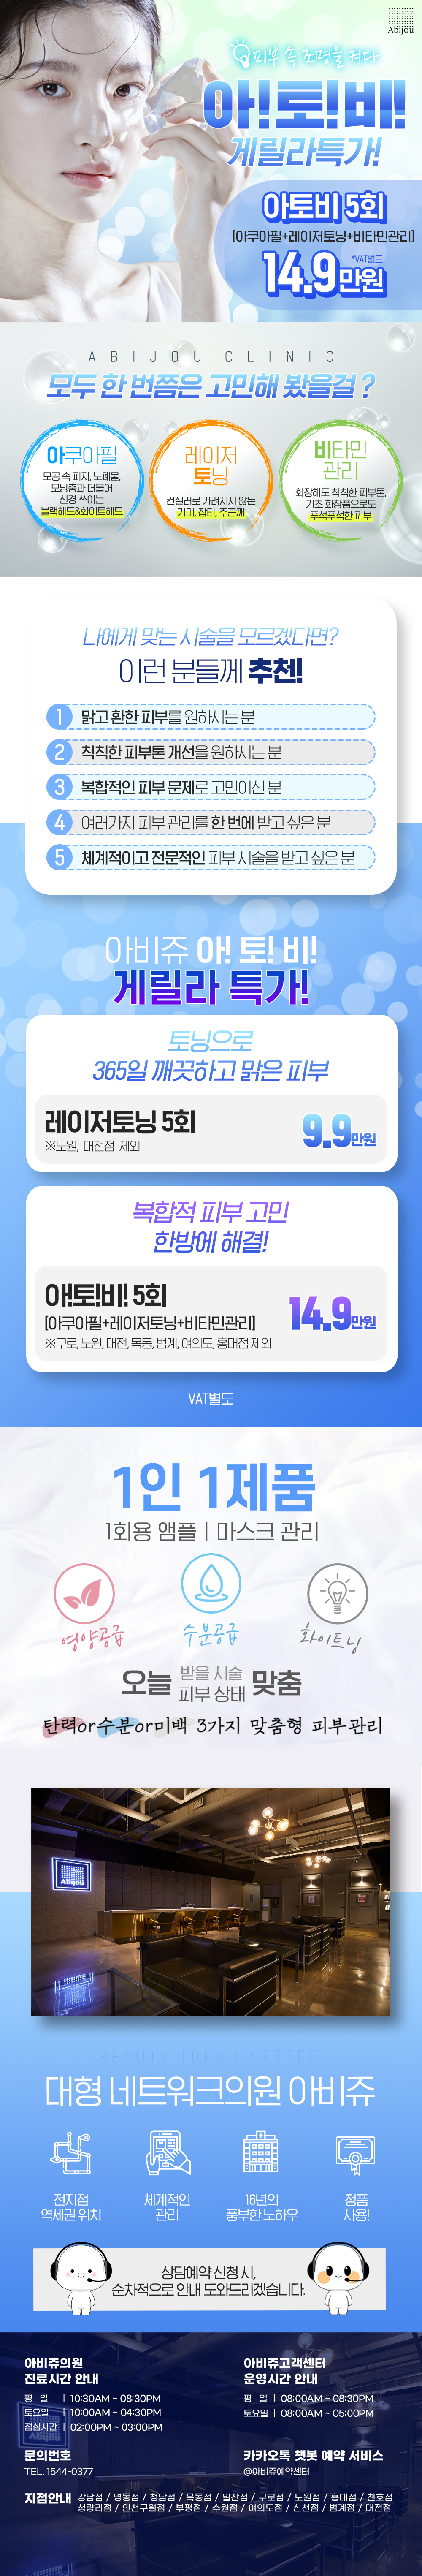 Abijou
피부 속 조명을 켜다
아!토!비!
게릴라특가!
아토비 5회
[아쿠아필+레이저토닝+비타민관리]
*VAT별도
14.9만원
ABIJOU CLINIC
모두 한 번쯤은 고민해 봤을걸 ?
아쿠아필
모공 속 피지, 노폐물,
모낭충과 더불어
신경 쓰이는
블랙헤드&화이트헤드
레이저
토닝
컨실러로 가려지지 않는
기미, 잡티, 주근깨
비타민
관리
화장해도 칙칙한 피부톤,
기초 화장품으로도
푸석푸석한 피부
나에게 맞는 시술을 모르겠다면?
이런 분들께 추천!
1 맑고 환한 피부를 원하시는 분
2 칙칙한 피부톤 개선을 원하시는 분
3 복합적인 피부 문제로 고민이신 분
4 여러가지 피부 관리를 한 번에 받고 싶은 분
5 체계적이고 전문적인 피부 시술을 받고 싶은 분
아비쥬 아! 토! 비!
게릴라 특가!
토닝으로
365일 깨끗하고 맑은 피부
레이저토닝 5회
※노원, 대전점 제외
9.9만원
복합적 피부 고민
한방에 해결!
아!토!비! 5회
[아쿠아필+레이저토닝+비타민관리]
※구로, 노원, 대전, 목동, 범계, 여의도, 홍대점 제외
14.9만원
VAT별도
1인 1제품
1회용 앰플 | 마스크 관리
영양공급
수분공급
화이트닝
오늘 받을 시술 피부 상태 맞춤
탄력or수분or미백 3가지 맞춤형 피부관리
Abijou
BEAUTY TREND SETTER
대형 네트워크의원 아비쥬
전지점
역세권 위치
체계적인
관리
16년의
풍부한 노하우
정품
사용!
상담예약 신청 시,
순차적으로 안내 도와드리겠습니다.
아비쥬의원
진료시간 안내
평 일 | 10:30AM ~ 08:30PM
토요일 | 10:00AM ~ 04:30PM
점심시간 | 02:00PM ~ 03:00PM
아비쥬고객센터
운영시간 안내
평 일 | 08:00AM ~ 08:30PM
토요일 | 08:00AM ~ 05:00PM
문의번호
TEL. 1544-0377
카카오톡 챗봇 예약 서비스
@아비쥬예약센터
지점안내 강남점 / 명동점 / 청담점 / 목동점 / 일산점 / 구로점 / 노원점 / 홍대점 / 천호점
청량리점 / 인천구월점 / 부평점 / 수원점 / 여의도점 / 신천점 / 범계점 / 대전점